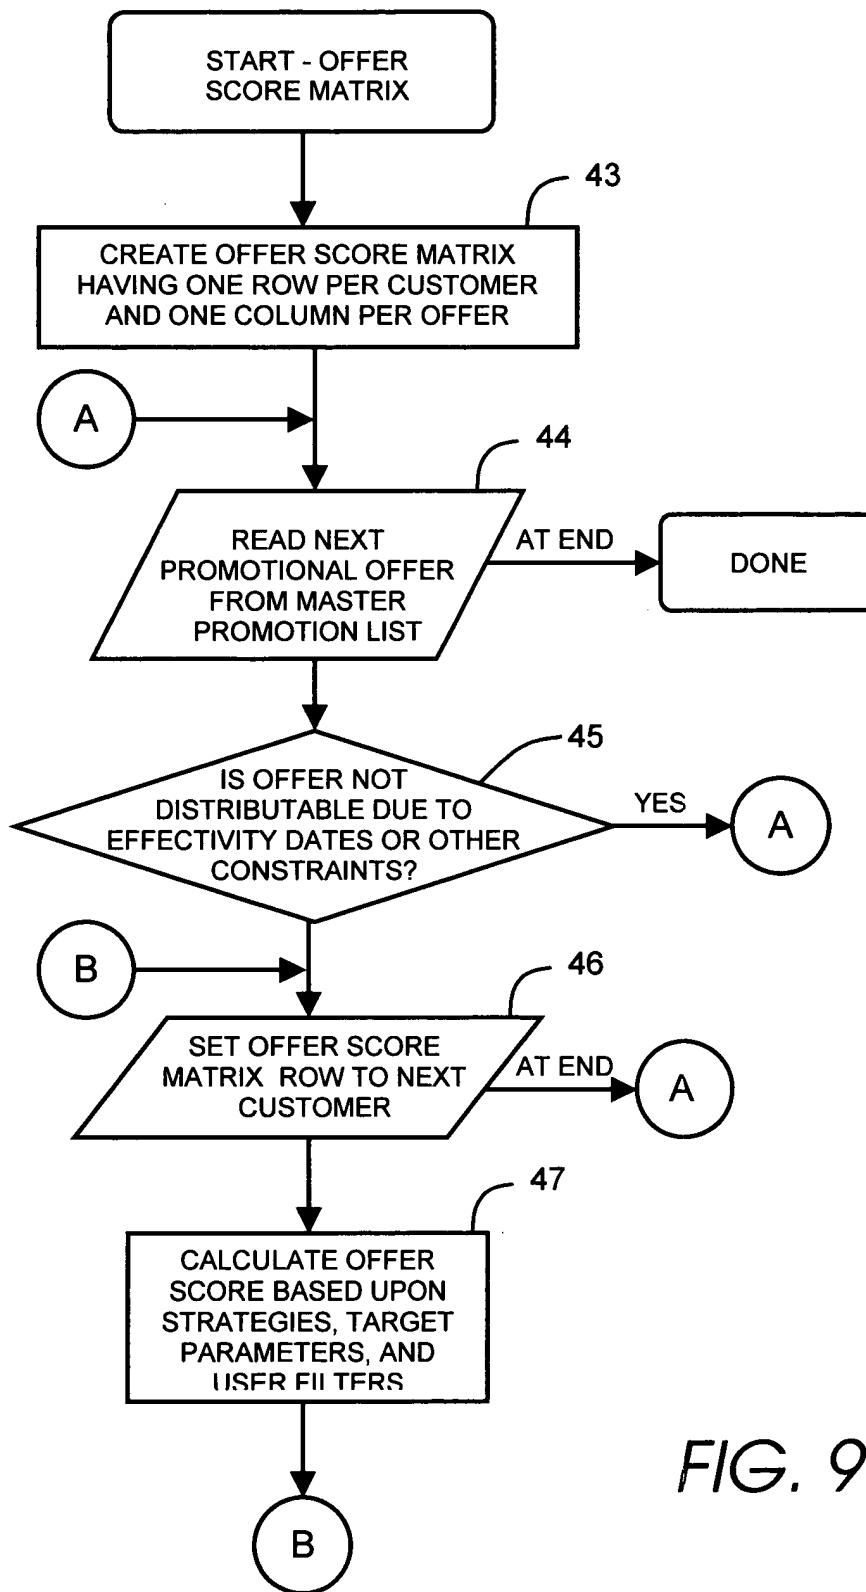 START - OFFER
SCORE MATRIX
43
CREATE OFFER SCORE MATRIX
HAVING ONE ROW PER CUSTOMER
AND ONE COLUMN PER OFFER
A
44
READ NEXT
PROMOTIONAL OFFER
FROM MASTER
PROMOTION LIST
AT END
DONE
45
IS OFFER NOT
DISTRIBUTABLE DUE TO
EFFECTIVITY DATES OR OTHER
CONSTRAINTS?
YES
A
B
46
SET OFFER SCORE
MATRIX ROW TO NEXT
CUSTOMER
AT END
A
47
CALCULATE OFFER
SCORE BASED UPON
STRATEGIES, TARGET
PARAMETERS, AND
USER FILTERS
B
FIG. 9